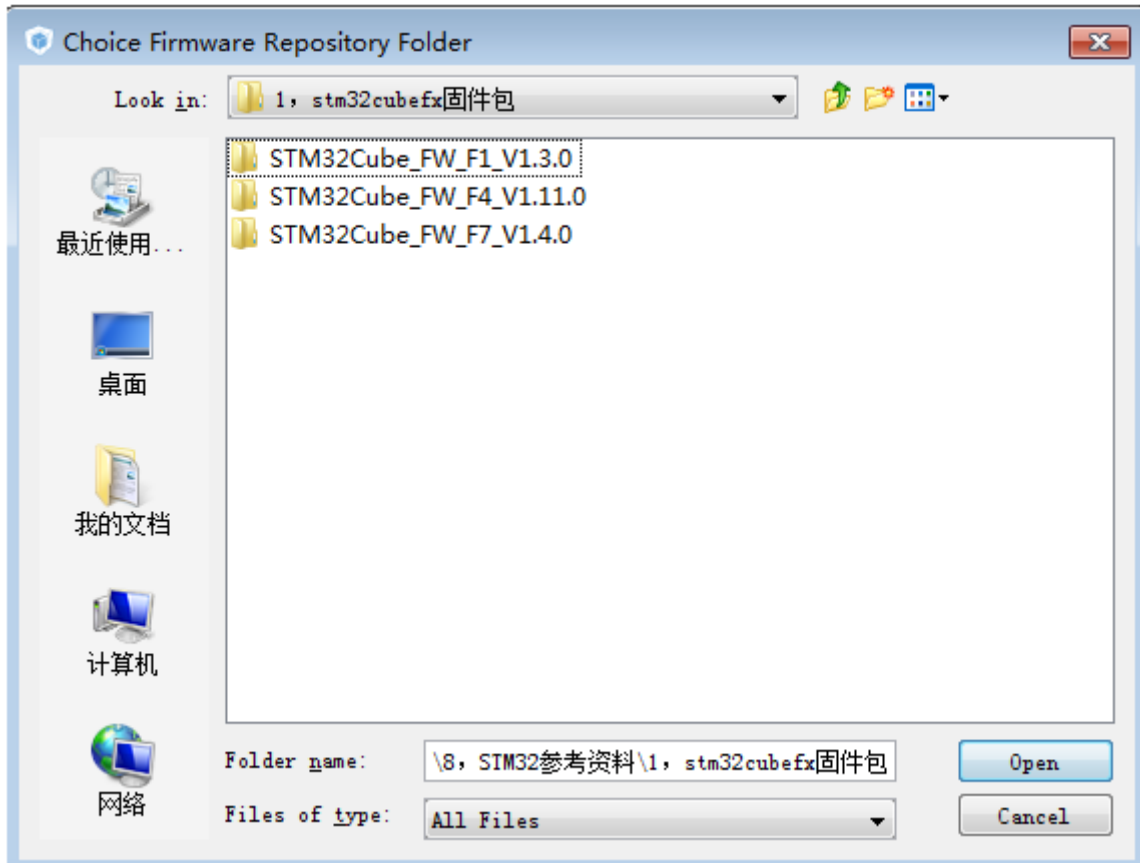 Choice Firmware Repository Folder
Look in:
1，stm32cubefx固件包
STM32Cube_FW_F1_V1.3.0
STM32Cube_FW_F4_V1.11.0
STM32Cube_FW_F7_V1.4.0
最近使用...
桌面
我的文档
计算机
网络
Folder name:
\8，STM32参考资料\1，stm32cubefx固件包
Open
Files of type:
All Files
Cancel